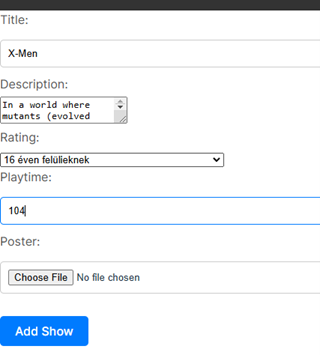 Title:
X-Men
Description:
In a world where
mutants (evolved
Rating:
16 éven felülieknek
Playtime:
104
Poster:
Choose File No file chosen
Add Show